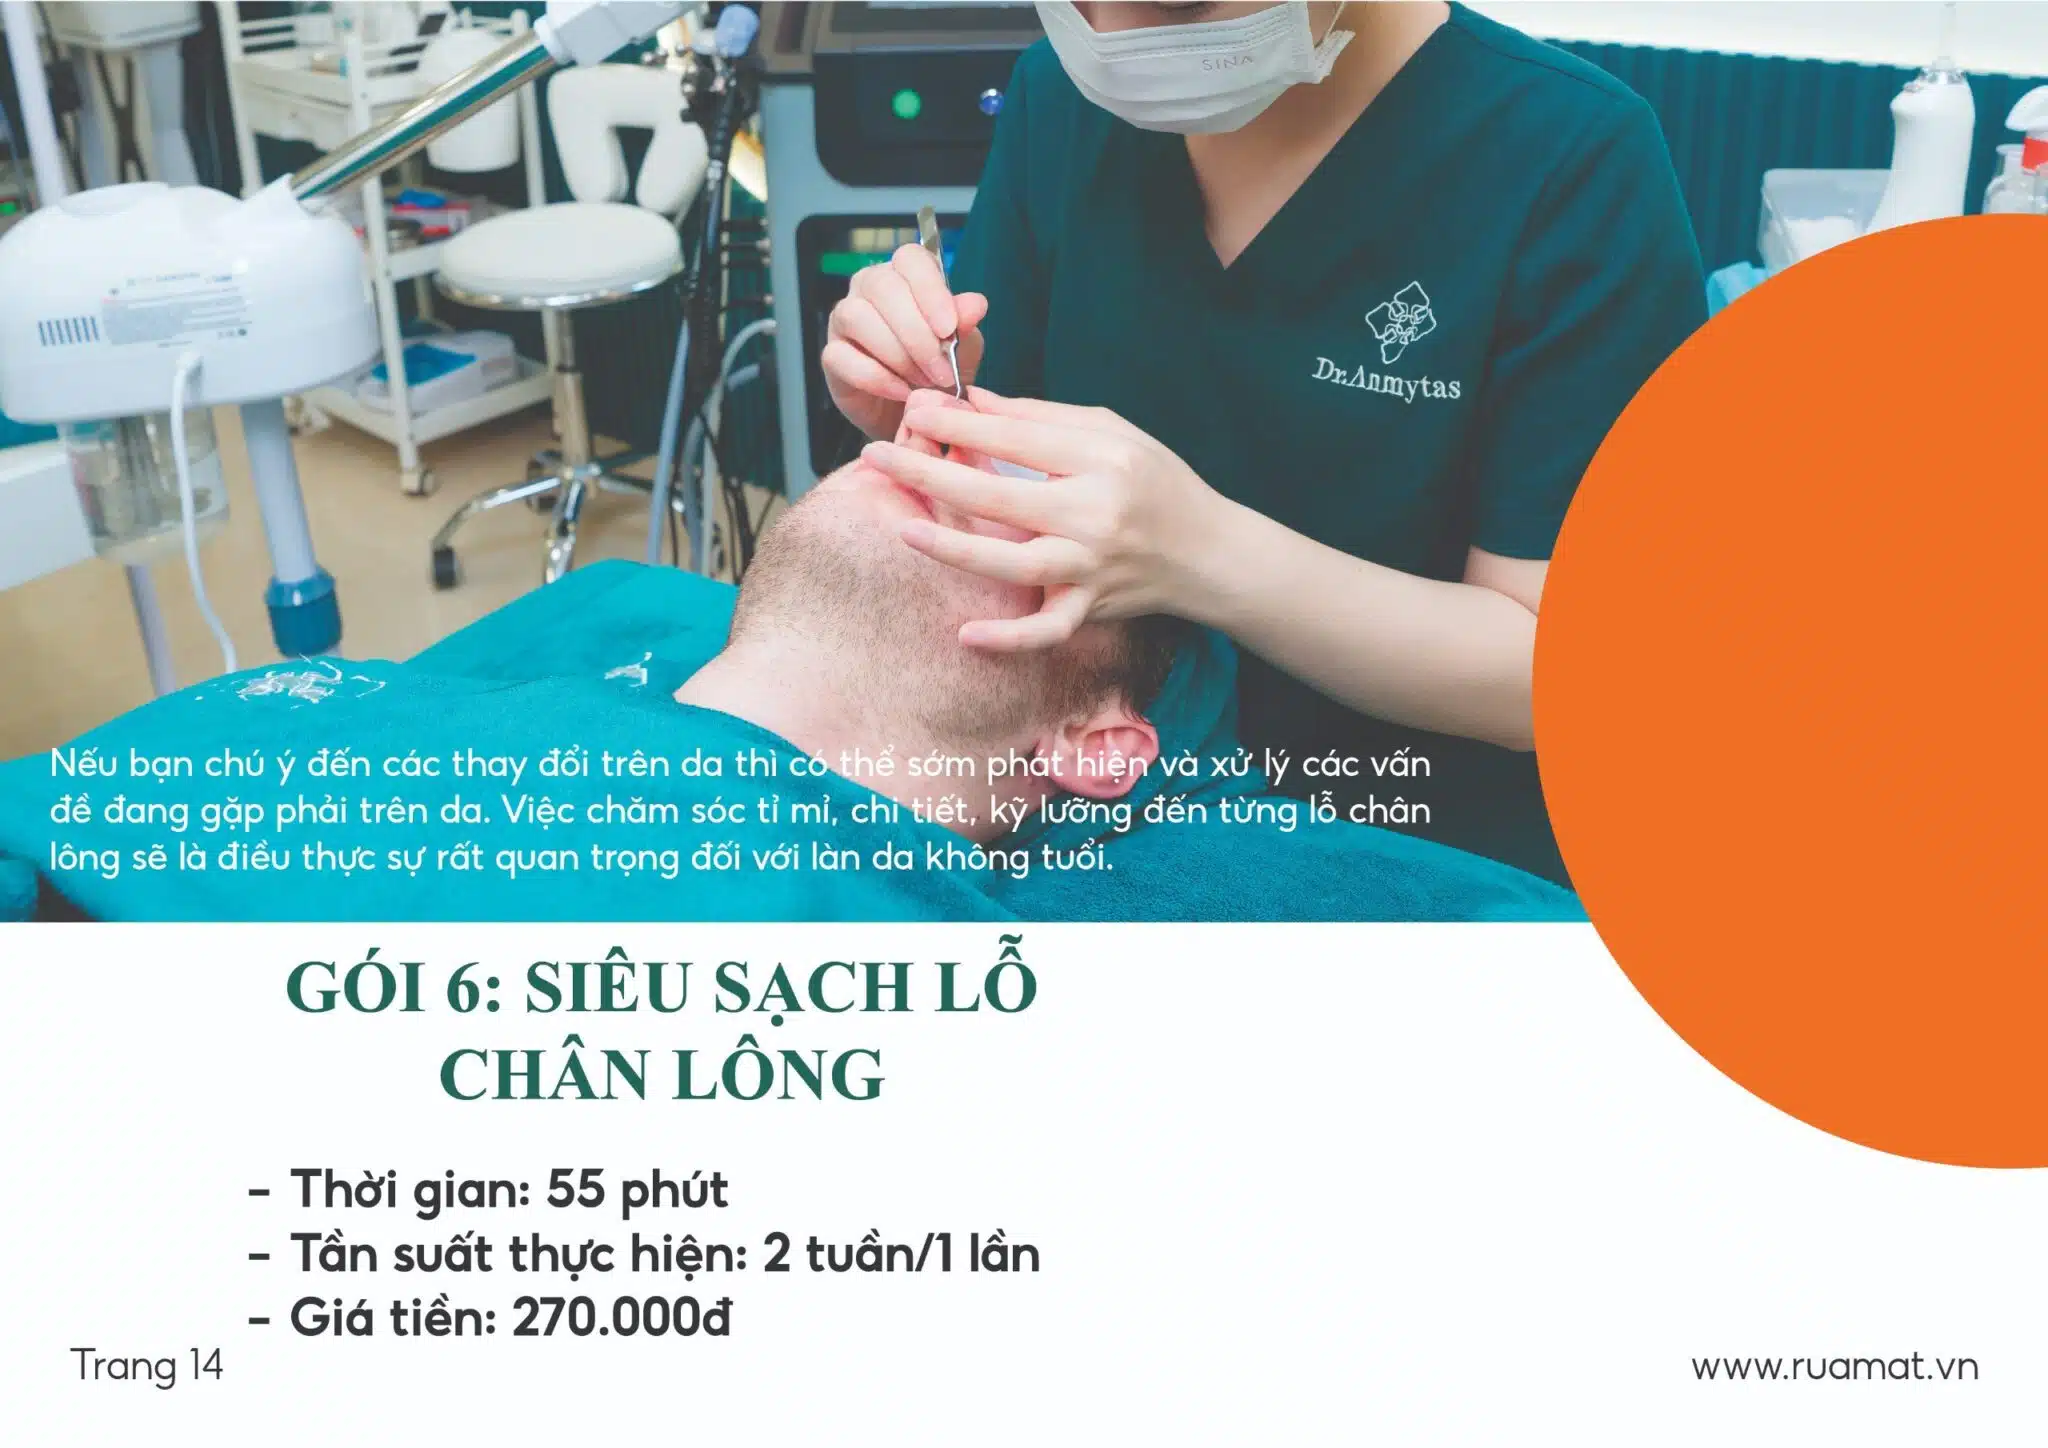 SINA
Dr.Anmytas
Nếu bạn chú ý đến các thay đổi trên da thì có thể sớm phát hiện và xử lý các vấn
đề đang gặp phải trên da. Việc chăm sóc tỉ mỉ, chi tiết, kỹ lưỡng đến từng lỗ chân
lông sẽ là điều thực sự rất quan trọng đối với làn da không tuổi.
GÓI 6: SIÊU SẠCH LỖ
CHÂN LÔNG
- Thời gian: 55 phút
- Tần suất thực hiện: 2 tuần/1 lần
- Giá tiền: 270.000đ
Trang 14
www.ruamat.vn